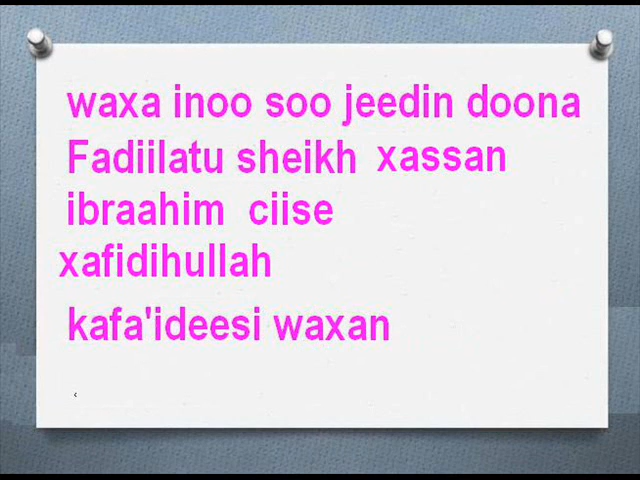 waxa inoo soo jeedin doona
Fadiilatu sheikh xassan
ibraahim ciise
xafidihullah
kafa'ideesi waxan